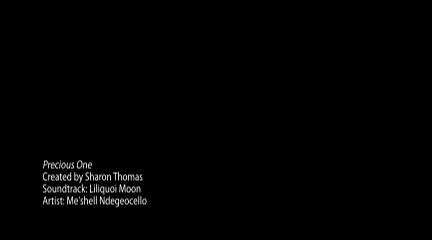 Precious One
Created by Sharon Thomas
Soundtrack: Liliquoi Moon
Artist: Me'shell Ndegeocello